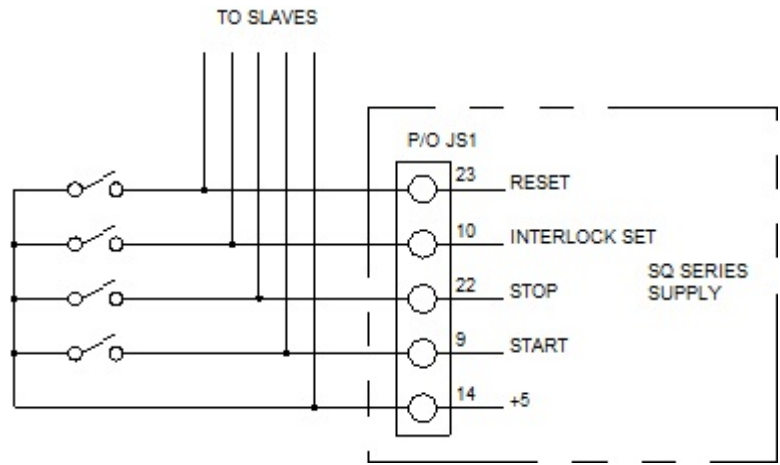 TO SLAVES
P/O JS1
23 RESET
10 INTERLOCK SET
22 STOP
9 START
14 +5
SQ SERIES
SUPPLY